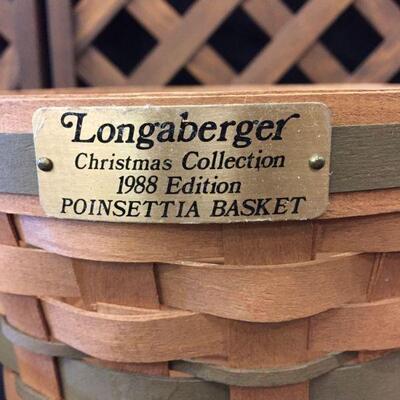 Longaberger
Christmas Collection
1988 Edition
POINSETTIA BASKET